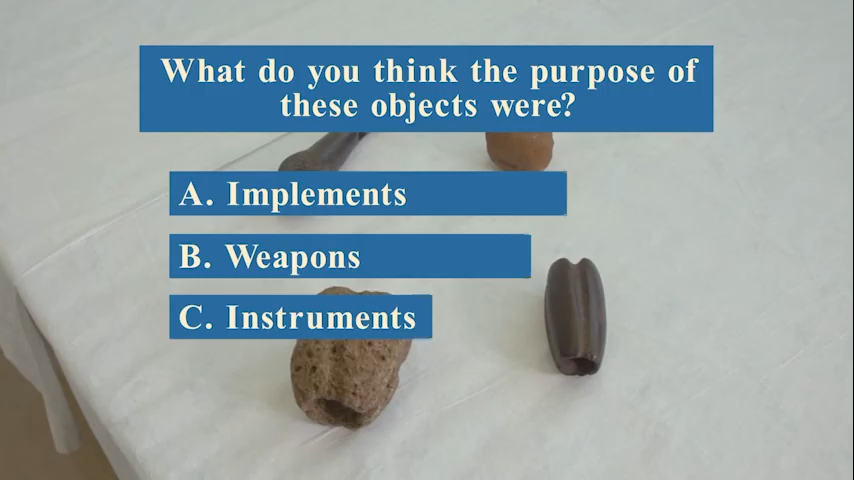 What do you think the purpose of
these objects were?
A. Implements
B. Weapons
C. Instruments